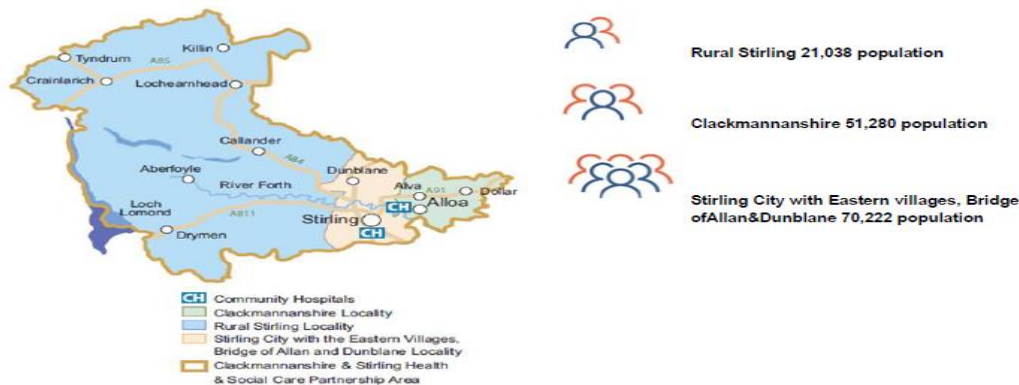 Killin
Tyndrum
A85
Crainlarich
Lochearnhead
Callander
A84
Aberfoyle
Dunblane
River Forth
Alva
A91
Dollar
CH
Alloa
Loch
Lomond
A811
Stirling
CH
Drymen
CH Community Hospitals
Clackmannanshire Locality
Rural Stirling Locality
Stirling City with the Eastern Villages,
Bridge of Allan and Dunblane Locality
Clackmannanshire & Stirling Health
& Social Care Partnership Area
Rural Stirling 21,038 population
Clackmannanshire 51,280 population
Stirling City with Eastern villages, Bridge
ofAllan&Dunblane 70,222 population